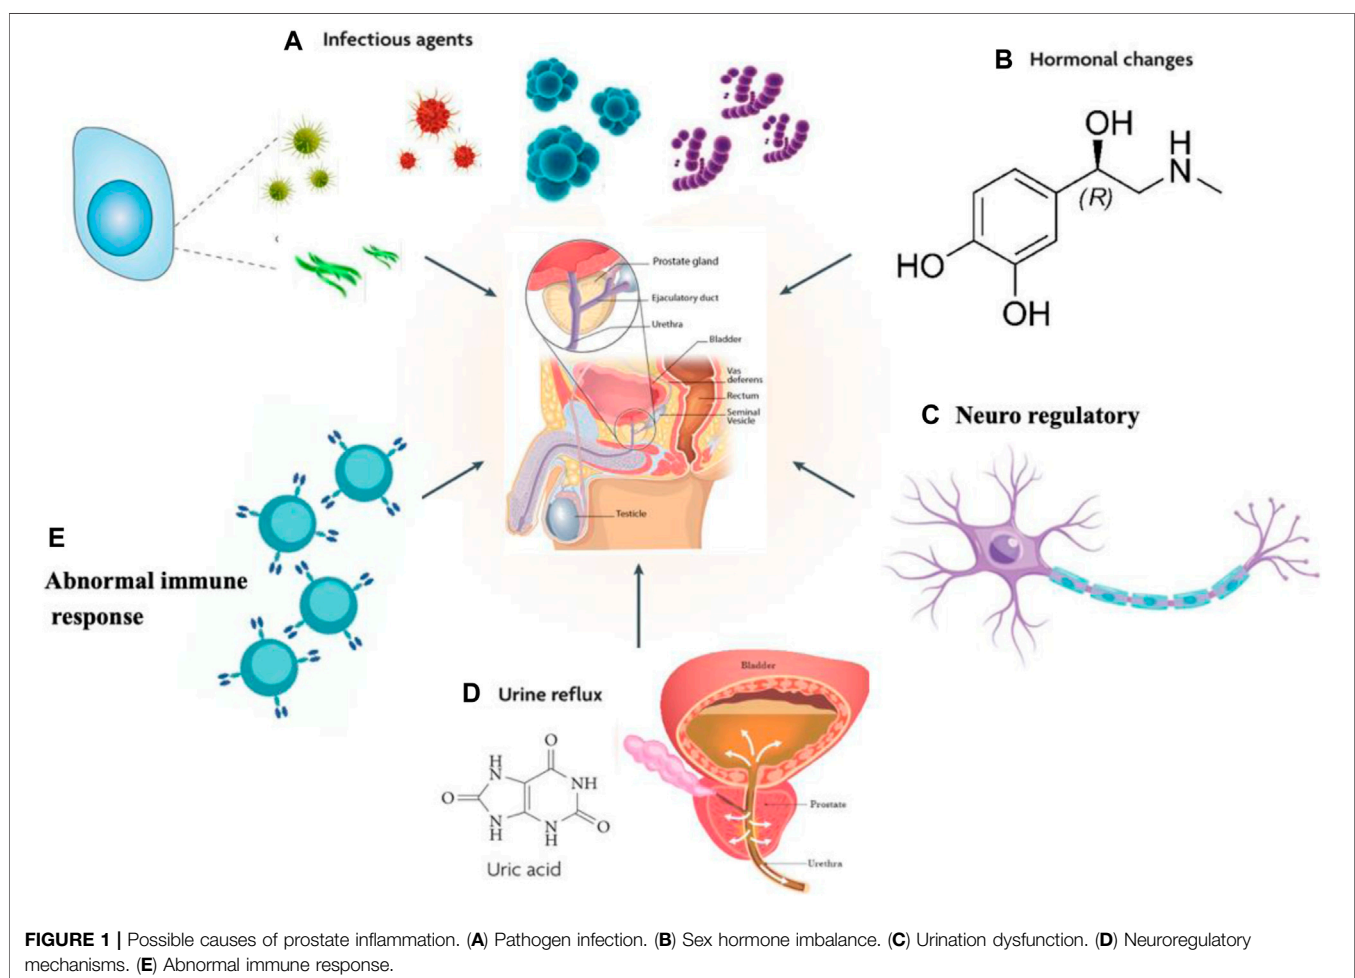 A Infectious agents
B Hormonal changes
OH
H
N
(R)
HO
OH
Prostate gland
Ejaculatory duct
Urethra
Bladder
Vas
deferens
Rectum
Seminal
Vesicle
Testicle
C Neuro regulatory
E
Abnormal immune
response
D Urine reflux
O
H
N
NH
O
N
H
N
H
O
Uric acid
Bladder
Prostate
Urethra
FIGURE 1 | Possible causes of prostate inflammation. (A) Pathogen infection. (B) Sex hormone imbalance. (C) Urination dysfunction. (D) Neuroregulatory
mechanisms. (E) Abnormal immune response.